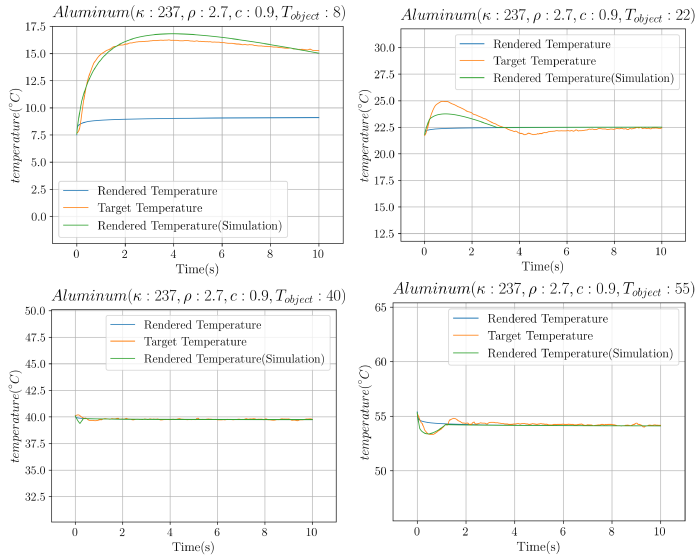 Aluminum(κ : 237, ρ : 2.7, c : 0.9, T_object : 8)
17.5
15.0
12.5
10.0
7.5
5.0
2.5
0.0
temperature(°C)
Rendered Temperature
Target Temperature
Rendered Temperature(Simulation)
0 2 4 6 8 10
Time(s)
Aluminum(κ : 237, ρ : 2.7, c : 0.9, T_object : 22)
30.0
27.5
25.0
22.5
20.0
17.5
15.0
12.5
temperature(°C)
Rendered Temperature
Target Temperature
Rendered Temperature(Simulation)
0 2 4 6 8 10
Time(s)
Aluminum(κ : 237, ρ : 2.7, c : 0.9, T_object : 40)
50.0
47.5
45.0
42.5
40.0
37.5
35.0
32.5
temperature(°C)
Rendered Temperature
Target Temperature
Rendered Temperature(Simulation)
0 2 4 6 8 10
Time(s)
Aluminum(κ : 237, ρ : 2.7, c : 0.9, T_object : 55)
65
60
54
50
temperature(°C)
Rendered Temperature
Target Temperature
Rendered Temperature(Simulation)
0 2 4 6 8 10
Time(s)